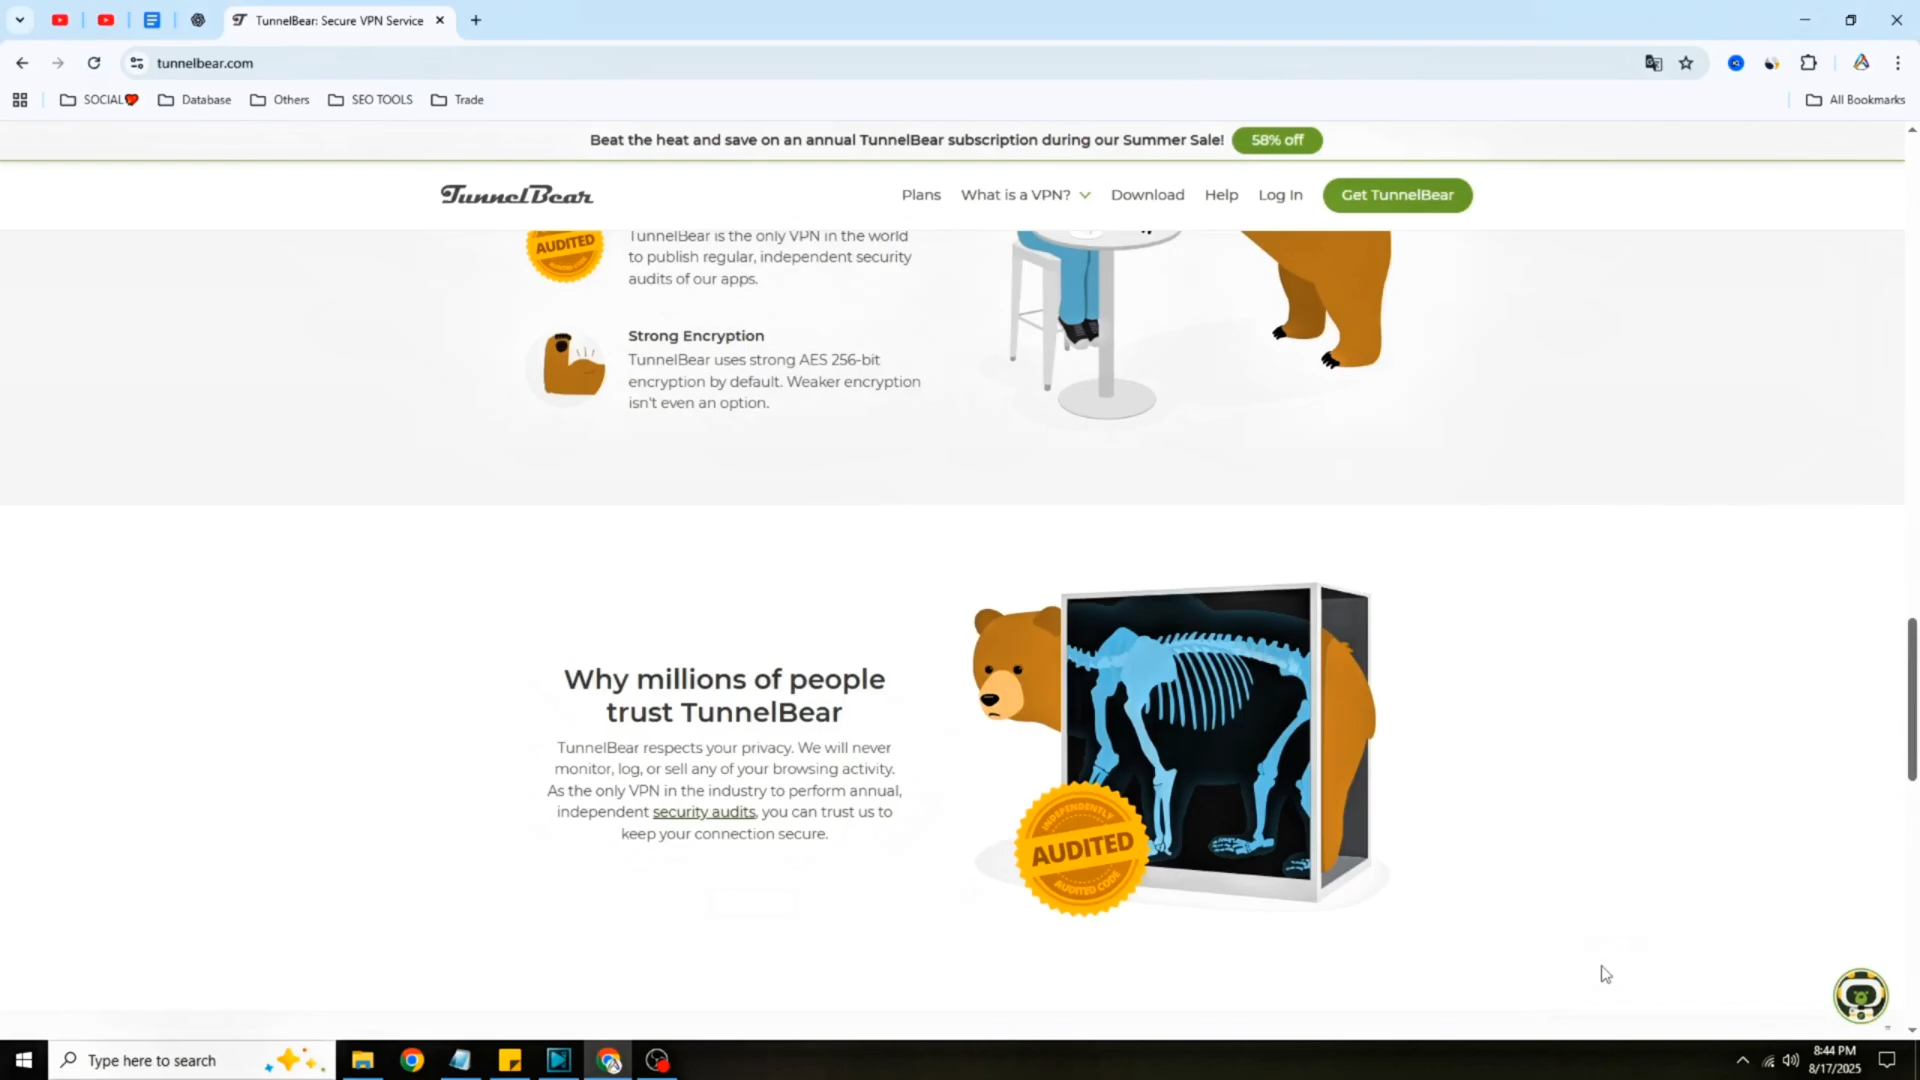 TunnelBear: Secure VPN Service
tunnelbear.com
SOCIAL
Database
Others
SEO TOOLS
Trade
All Bookmarks
Beat the heat and save on an annual TunnelBear subscription during our Summer Sale!
58% off
TunnelBear
Plans
What is a VPN?
Download
Help
Log In
Get TunnelBear
AUDITED
TunnelBear is the only VPN in the world
to publish regular, independent security
audits of our apps.
Strong Encryption
TunnelBear uses strong AES 256-bit
encryption by default. Weaker encryption
isn't even an option.
Why millions of people
trust TunnelBear
TunnelBear respects your privacy. We will never
monitor, log, or sell any of your browsing activity.
As the only VPN in the industry to perform annual,
independent security audits, you can trust us to
keep your connection secure.
INDEPENDENTLY
AUDITED
AUDITED CODE
Type here to search
8:44 PM
8/17/2025